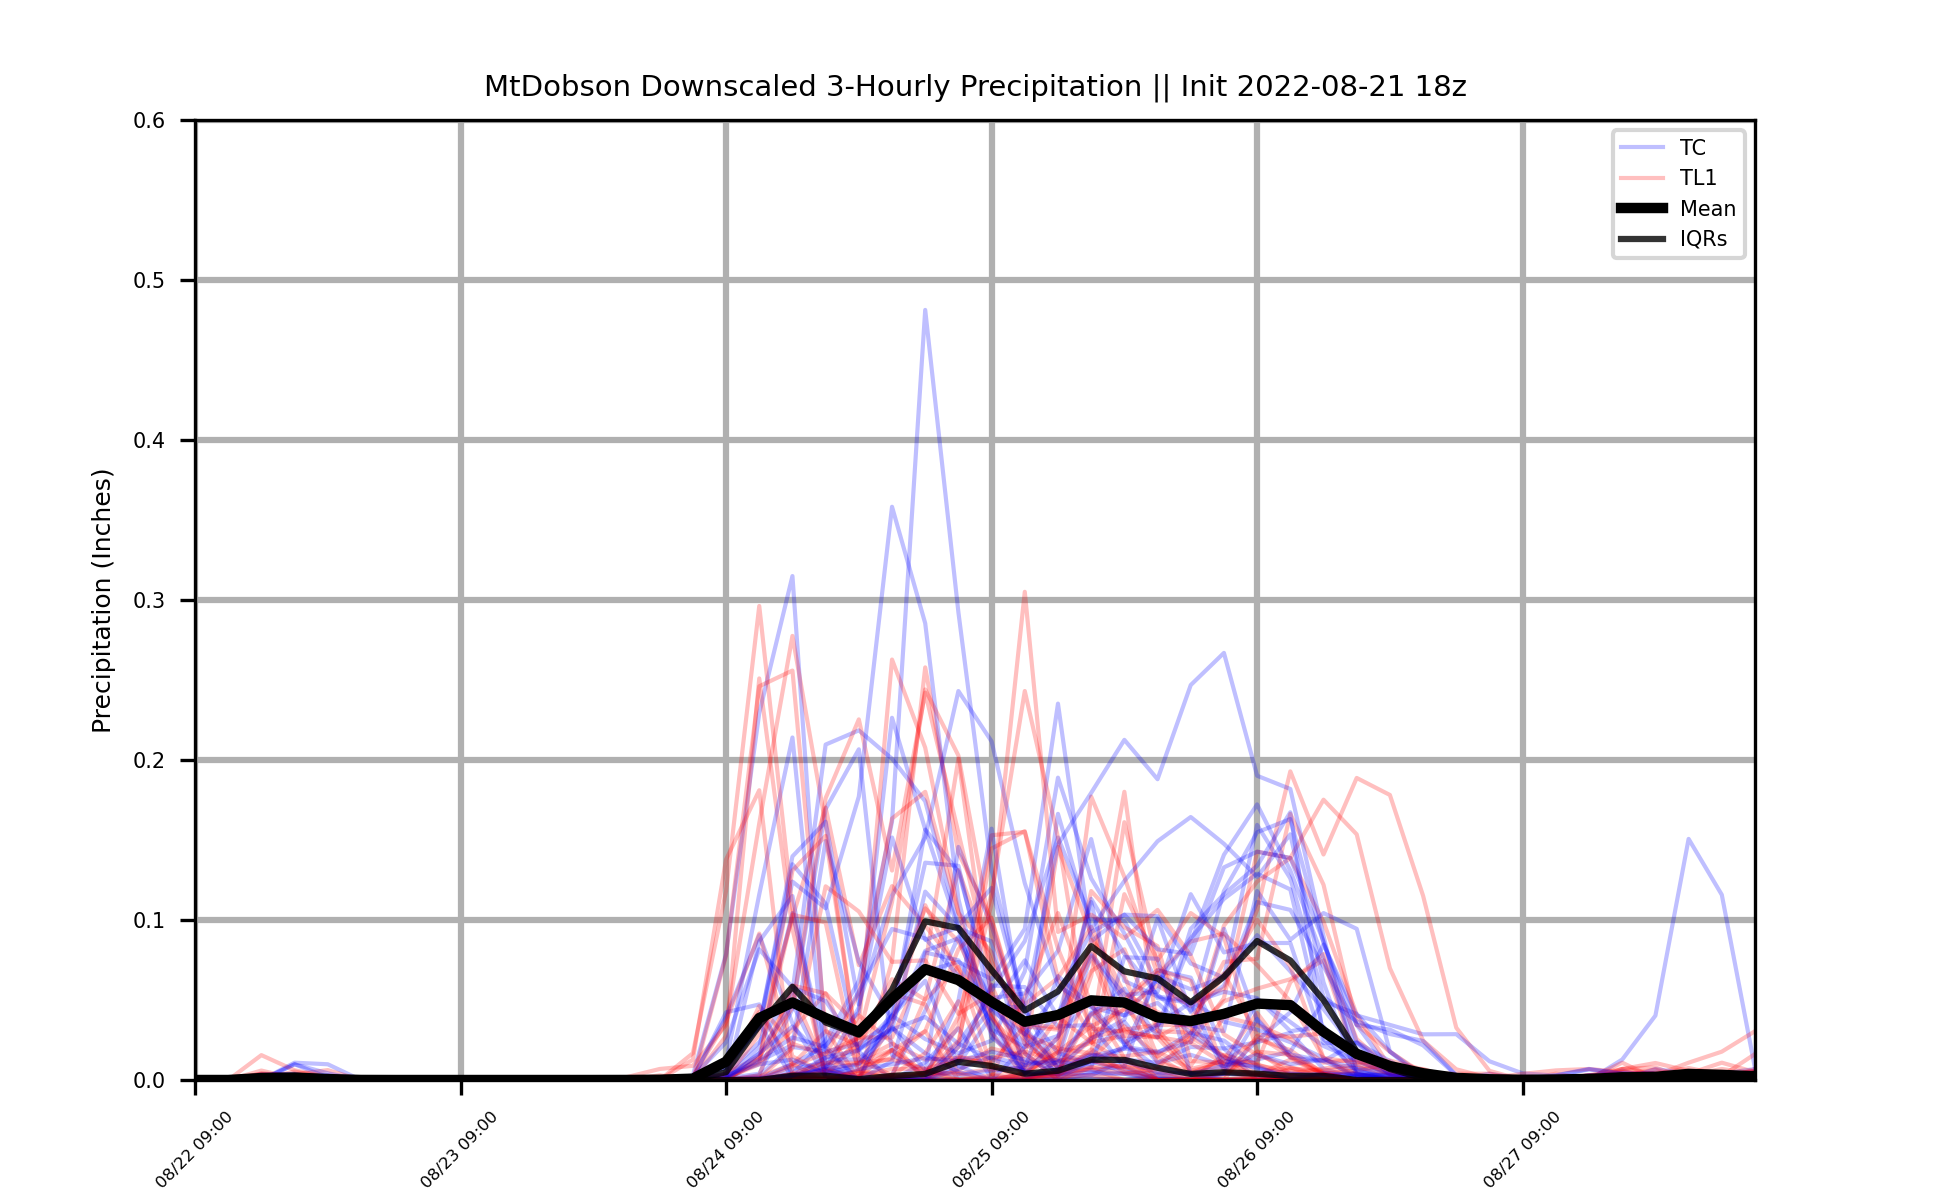 MtDobson Downscaled 3-Hourly Precipitation || Init 2022-08-21 18z
0.6
0.5
0.4
0.3
0.2
0.1
0.0
Precipitation (Inches)
TC
TL1
Mean
IQRs
08/22 09:00
08/23 09:00
08/24 09:00
08/25 09:00
08/26 09:00
08/27 09:00